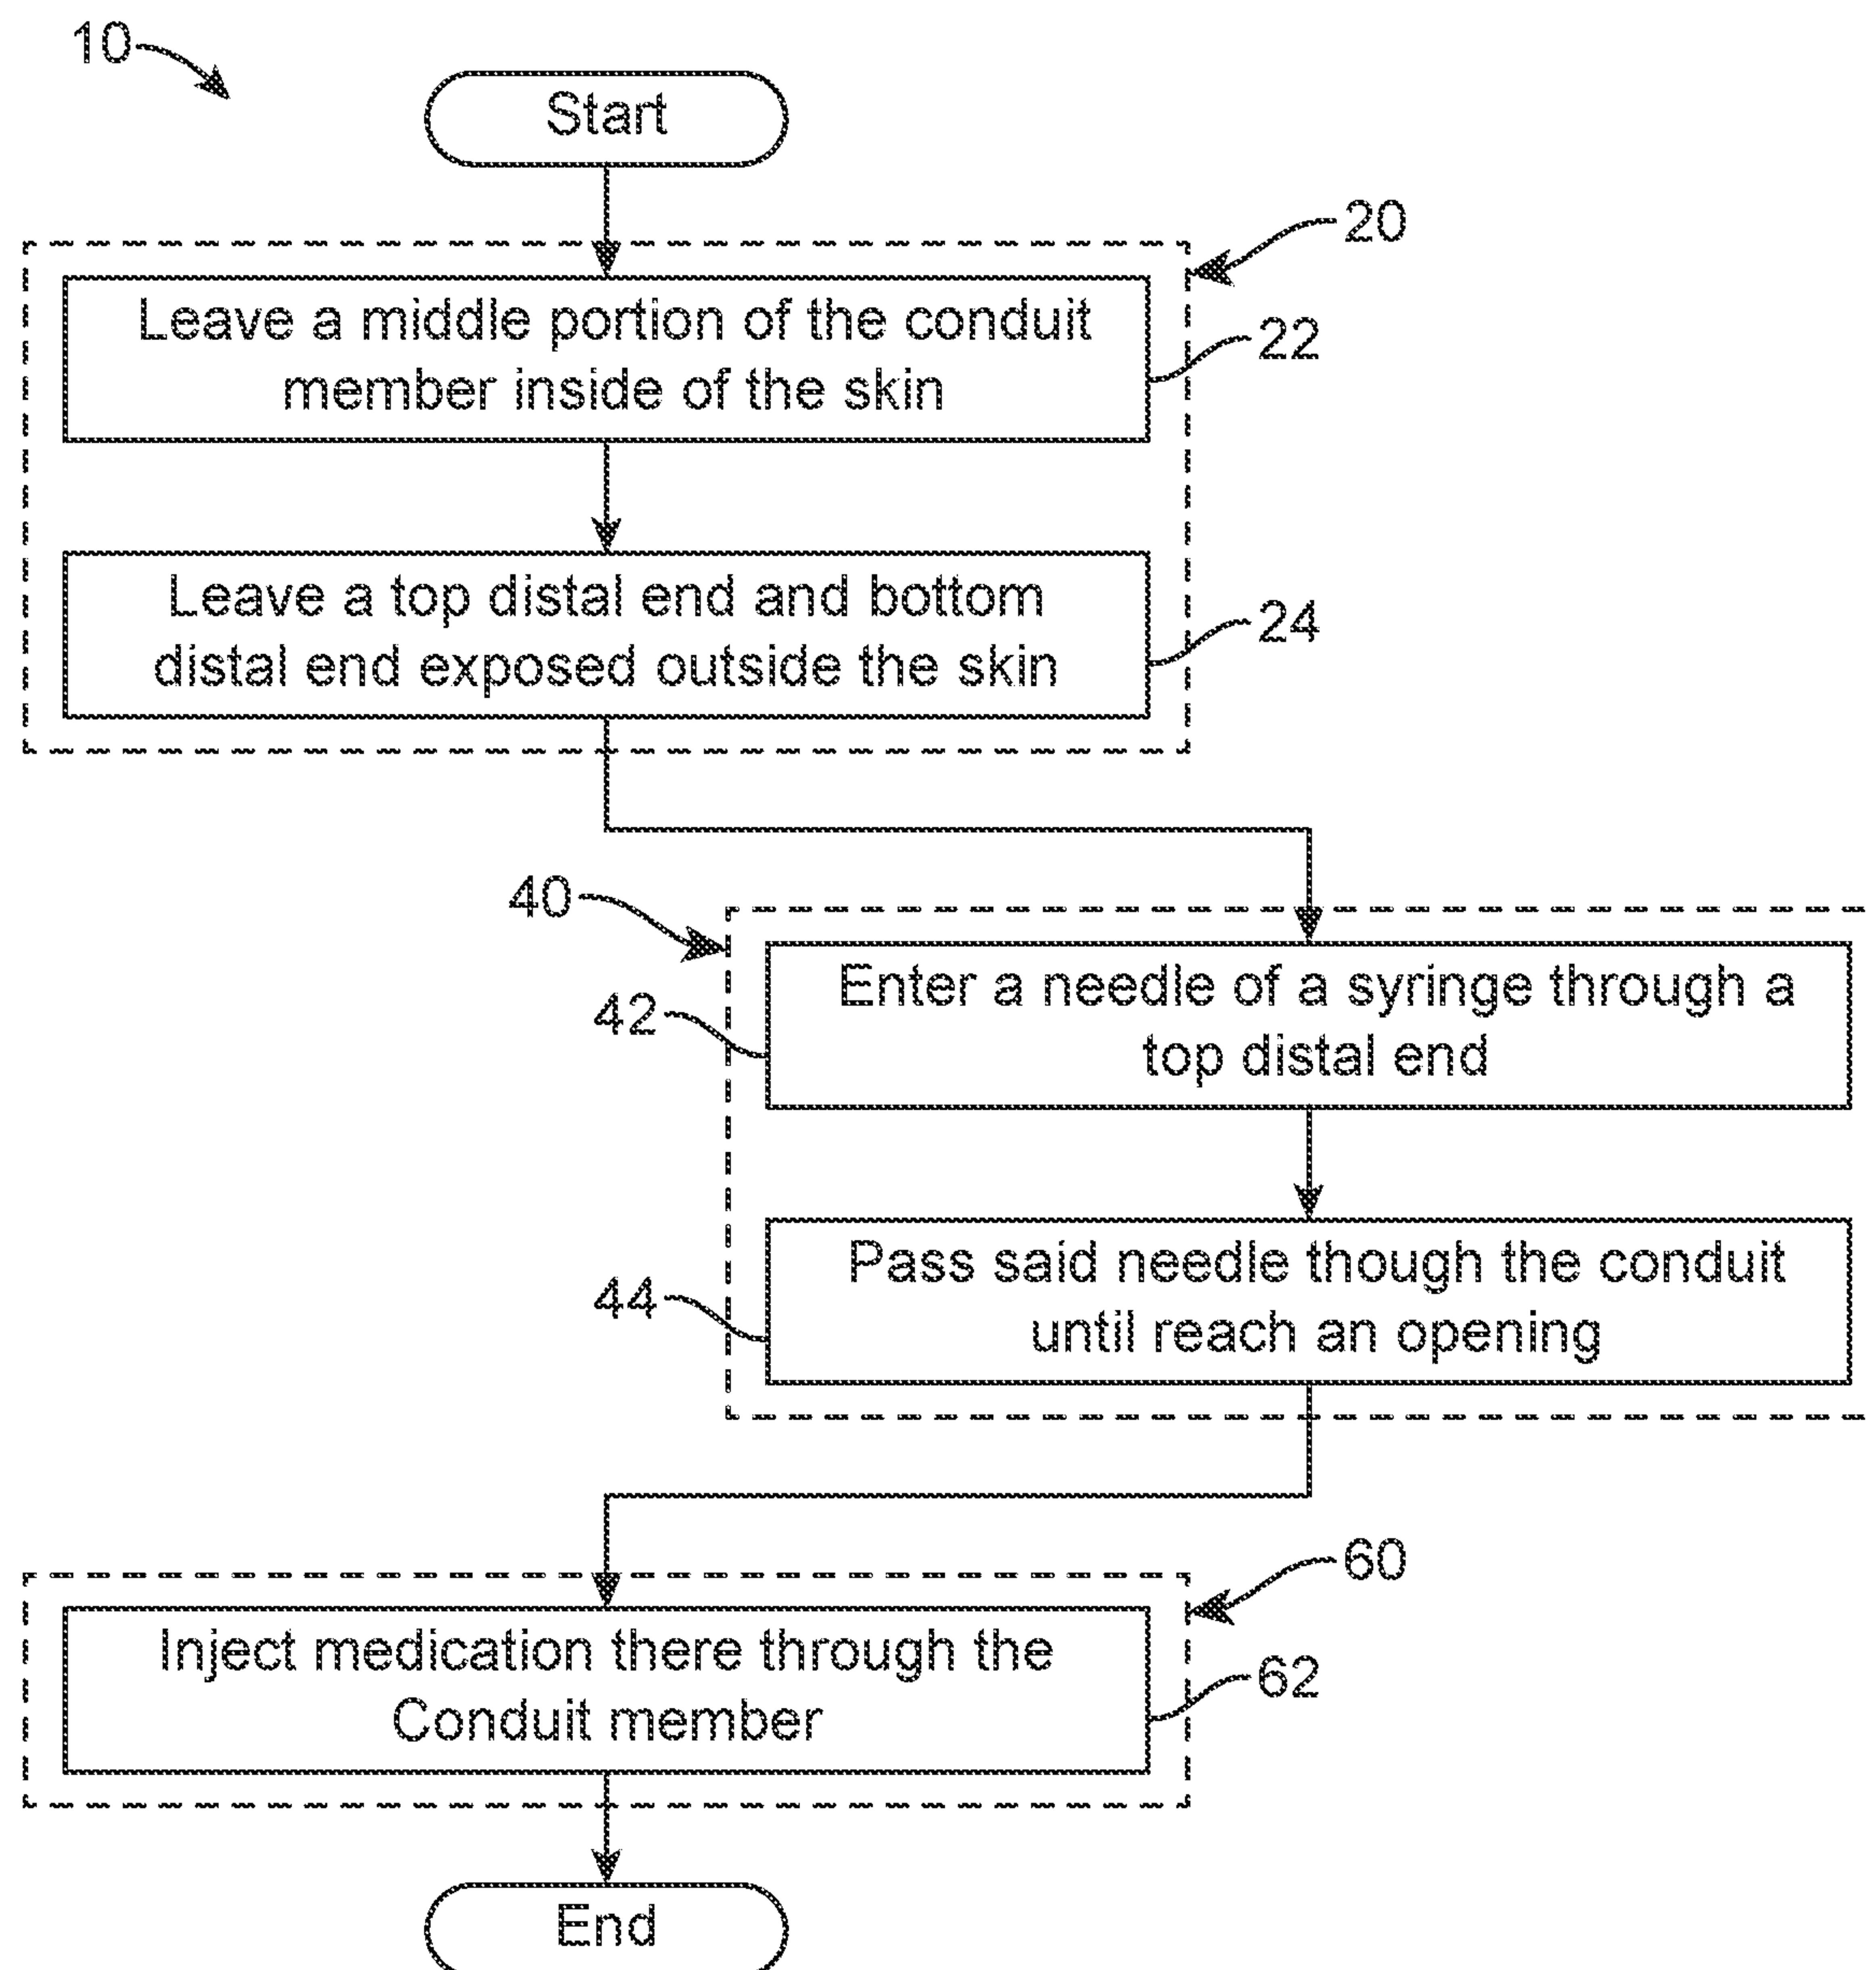 10
Start
20
Leave a middle portion of the conduit
member inside of the skin
22
Leave a top distal end and bottom
distal end exposed outside the skin
24
40
Enter a needle of a syringe through a
top distal end
42
Pass said needle though the conduit
until reach an opening
44
60
Inject medication there through the
Conduit member
62
End